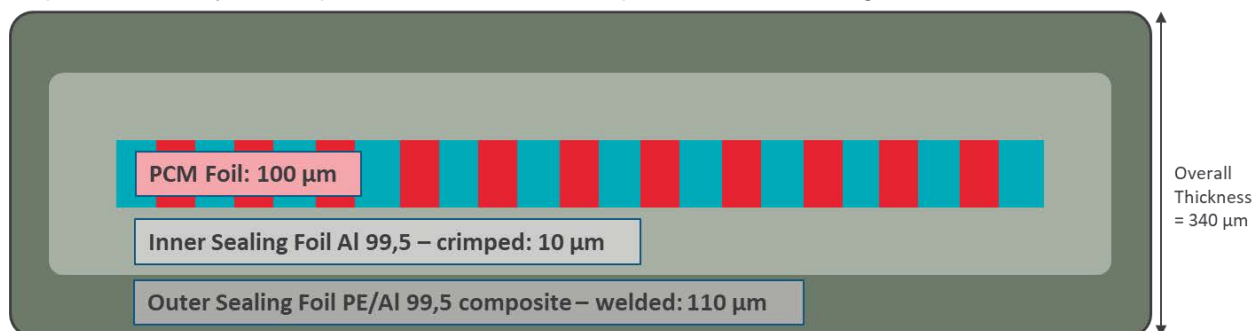 PCM Foil: 100 µm
Inner Sealing Foil Al 99,5 – crimped: 10 µm
Outer Sealing Foil PE/Al 99,5 composite – welded: 110 µm
Overall
Thickness
= 340 µm